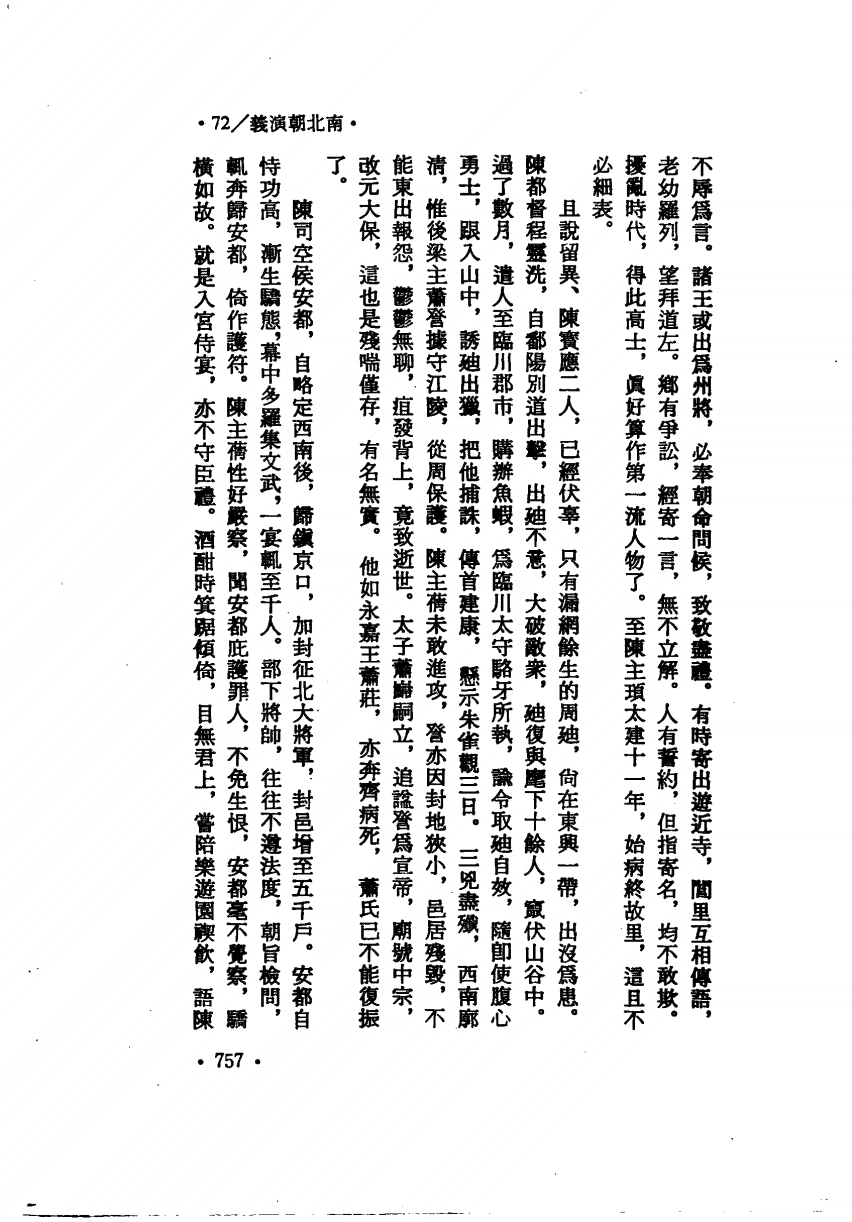 •72/義演朝北南•
不辱爲言。諸王或出爲州將，必奉朝命問候，致敬盡禮。有時寄出遊近寺，閭里互相傳語，
老幼羅列，望拜道左。鄉有爭訟，經寄一言，無不立解。人有誓約，但指寄名，均不敢欺。
擾亂時代，得此高士，眞好算作第一流人物了。至陳主頊太建十一年，始病終故里，這且不
必細表。
且說留異、陳寶應二人，已經伏辜，只有漏網餘生的周廸，尙在東興一帶，出沒爲患。
陳都督程靈洗，自鄱陽別道出擊，出廸不意，大破敵衆，廸復與麾下十餘人，竄伏山谷中。
過了數月，遣人至臨川郡市，購辦魚蝦，爲臨川太守駱牙所執，諭令取廸自效，隨卽使腹心
勇士，跟入山中，誘廸出獵，把他捕誅，傳首建康，懸示朱雀觀三日。三兇盡殲，西南廓
清，惟後梁主蕭詧據守江陵，從周保護。陳主蒨未敢進攻，詧亦因封地狹小，邑居殘毀，不
能東出報怨，鬱鬱無聊，疽發背上，竟致逝世。太子蕭巋嗣立，追諡詧爲宣帝，廟號中宗，
改元大保，這也是殘喘僅存，有名無實。他如永嘉王蕭莊，亦奔齊病死，蕭氏已不能復振
了。
陳司空侯安都，自略定西南後，歸鎭京口，加封征北大將軍，封邑增至五千戶。安都自
恃功高，漸生驕態，幕中多羅集文武，一宴輒至千人。部下將帥，往往不遵法度，朝旨檢問，
輒奔歸安都，倚作護符。陳主蒨性好嚴察，聞安都庇護罪人，不免生恨，安都毫不覺察，驕
橫如故。就是入宮侍宴，亦不守臣禮。酒酣時箕踞傾倚，目無君上，嘗陪樂遊園禊飮，語陳
•757•